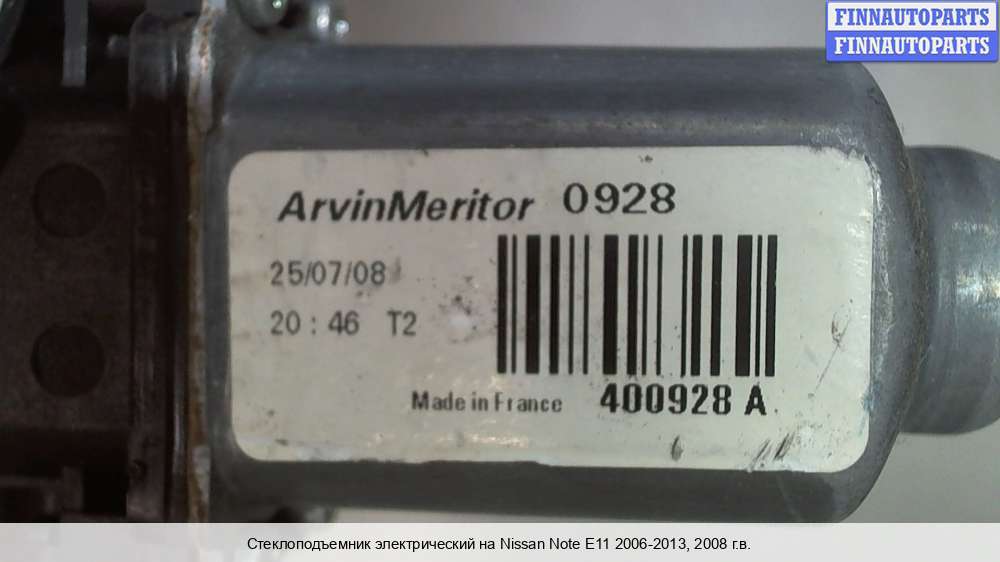 FINNAUTOPARTS
FINNAUTOPARTS
ArvinMeritor 0928
25/07/08
20 : 46 T2
Made in France 400928 A
Стеклоподъемник электрический на Nissan Note E11 2006-2013, 2008 г.в.